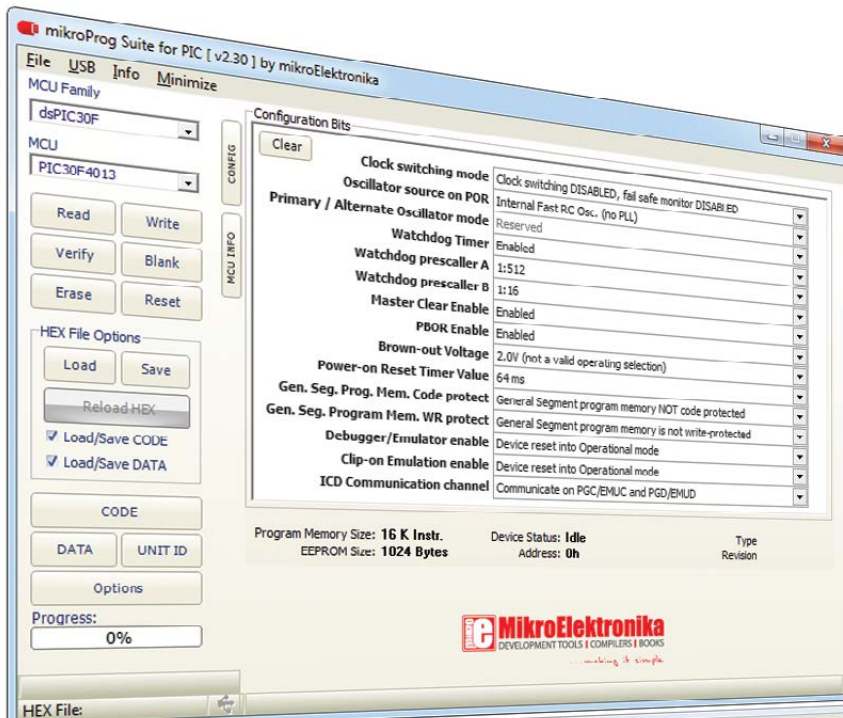 mikroProg Suite for PIC [ v2.30 ] by mikroElektronika
File USB Info Minimize
MCU Family
dsPIC30F
MCU
PIC30F4013
Read Write
Verify Blank
Erase Reset
HEX File Options
Load Save
Reload HEX
Load/Save CODE
Load/Save DATA
CODE
DATA UNIT ID
Options
Progress:
0%
HEX File:
CONFIG
MCU INFO
Configuration Bits
Clear
Clock switching mode Clock switching DISABLED, fail safe monitor DISABLED
Oscillator source on POR Internal Fast RC Osc. (no PLL)
Primary / Alternate Oscillator mode Reserved
Watchdog Timer Enabled
Watchdog prescaller A 1:512
Watchdog prescaller B 1:16
Master Clear Enable Enabled
PBOR Enable Enabled
Brown-out Voltage 2.0V (not a valid operating selection)
Power-on Reset Timer Value 64 ms
Gen. Seg. Prog. Mem. Code protect General Segment program memory NOT code protected
Gen. Seg. Program Mem. WR protect General Segment program memory is not write-protected
Debugger/Emulator enable Device reset into Operational mode
Clip-on Emulation enable Device reset into Operational mode
ICD Communication channel Communicate on PGC/EMUC and PGD/EMUD
Program Memory Size: 16 K Instr. Device Status: Idle Type
EEPROM Size: 1024 Bytes Address: 0h Revision
MikroElektronika
DEVELOPMENT TOOLS | COMPILERS | BOOKS
...making it simple